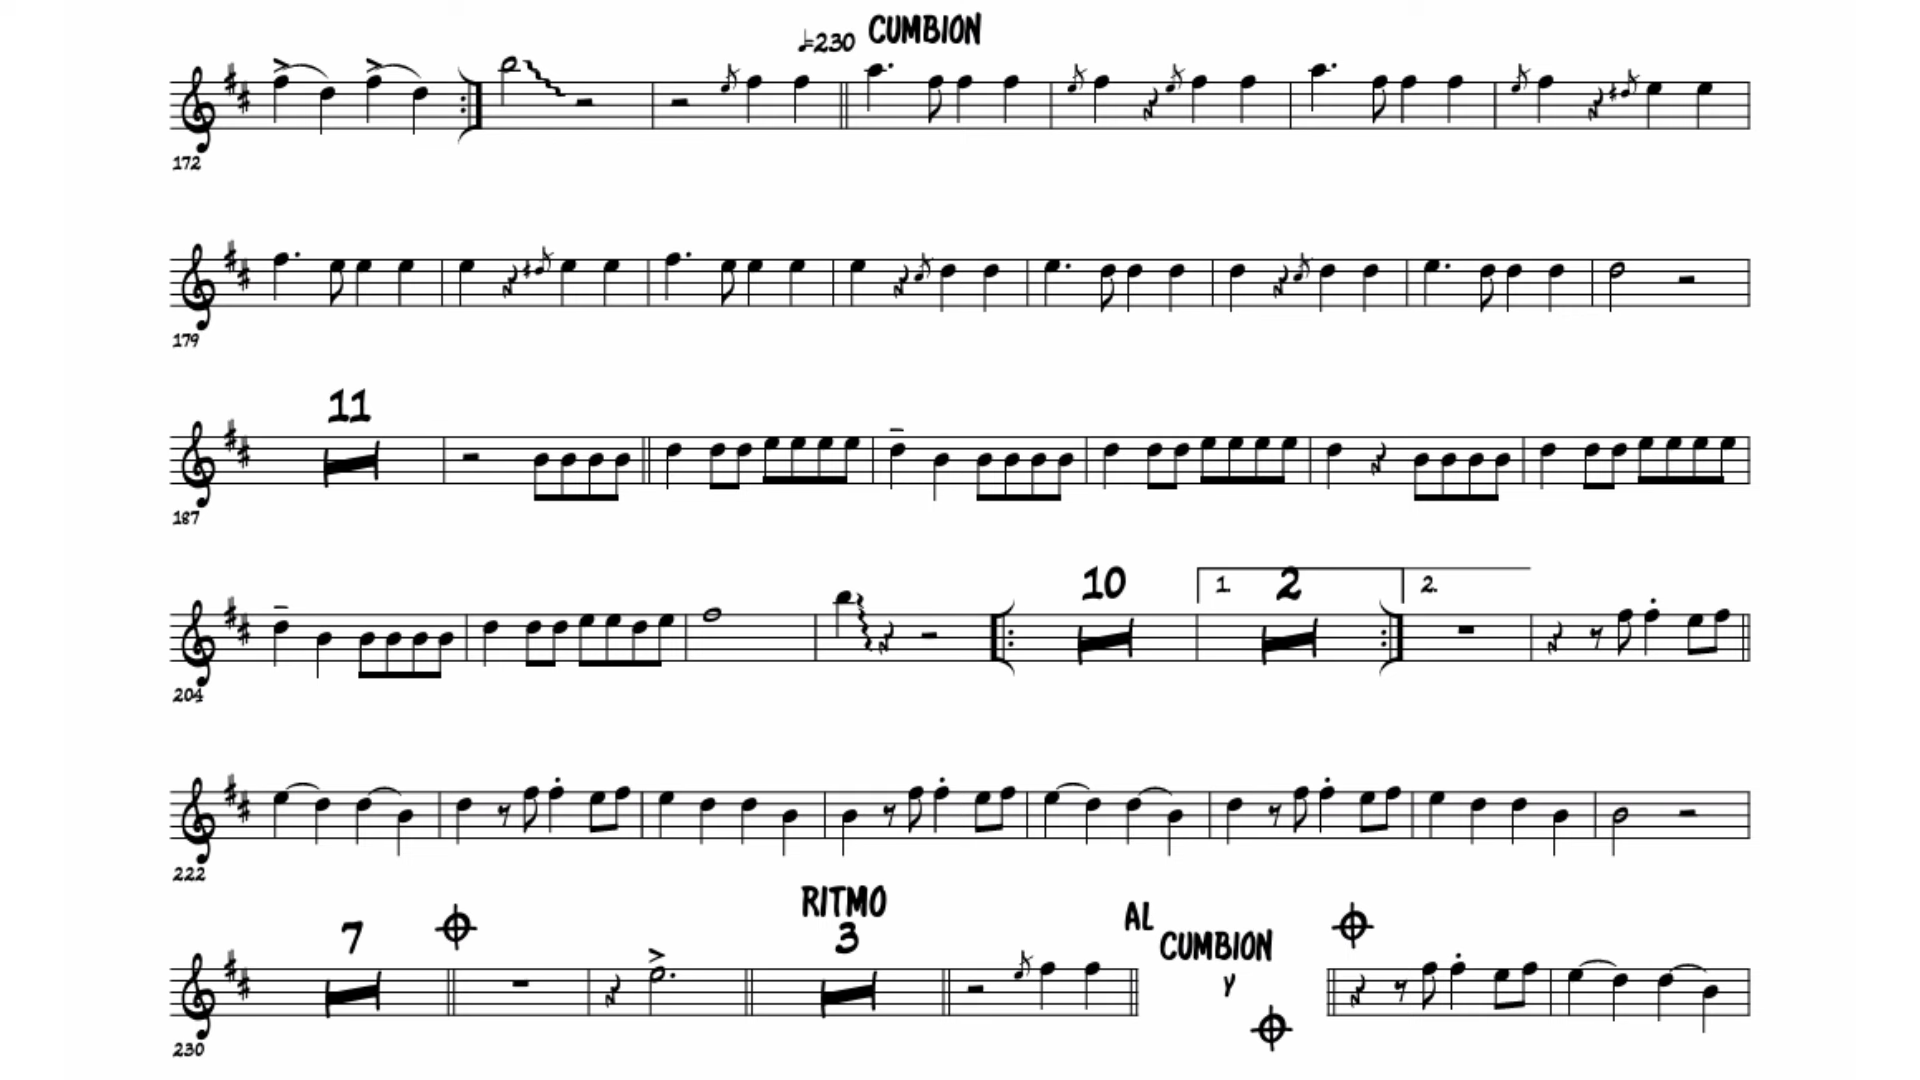 ♩=230 CUMBION
172
179
11
187
10 1. 2 2.
204
222
RITMO
7 3
AL
CUMBION
Y
230